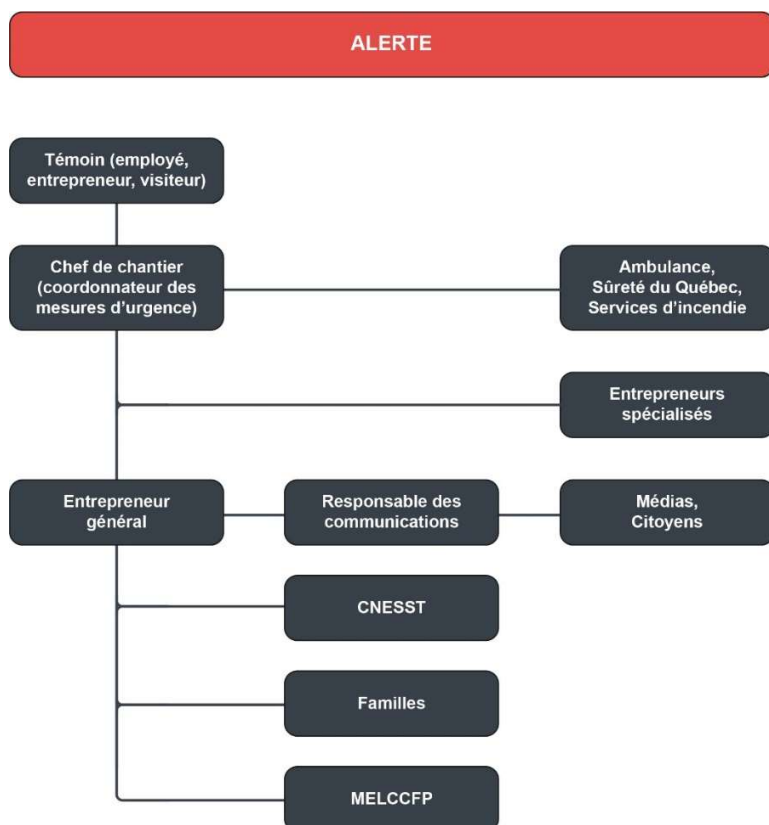 ALERTE
Témoin (employé,
entrepreneur, visiteur)
Chef de chantier
(coordonnateur des
mesures d'urgence)
Ambulance,
Sûreté du Québec,
Services d'incendie
Entrepreneurs
spécialisés
Entrepreneur
général
Responsable des
communications
Médias,
Citoyens
CNESST
Familles
MELCCFP